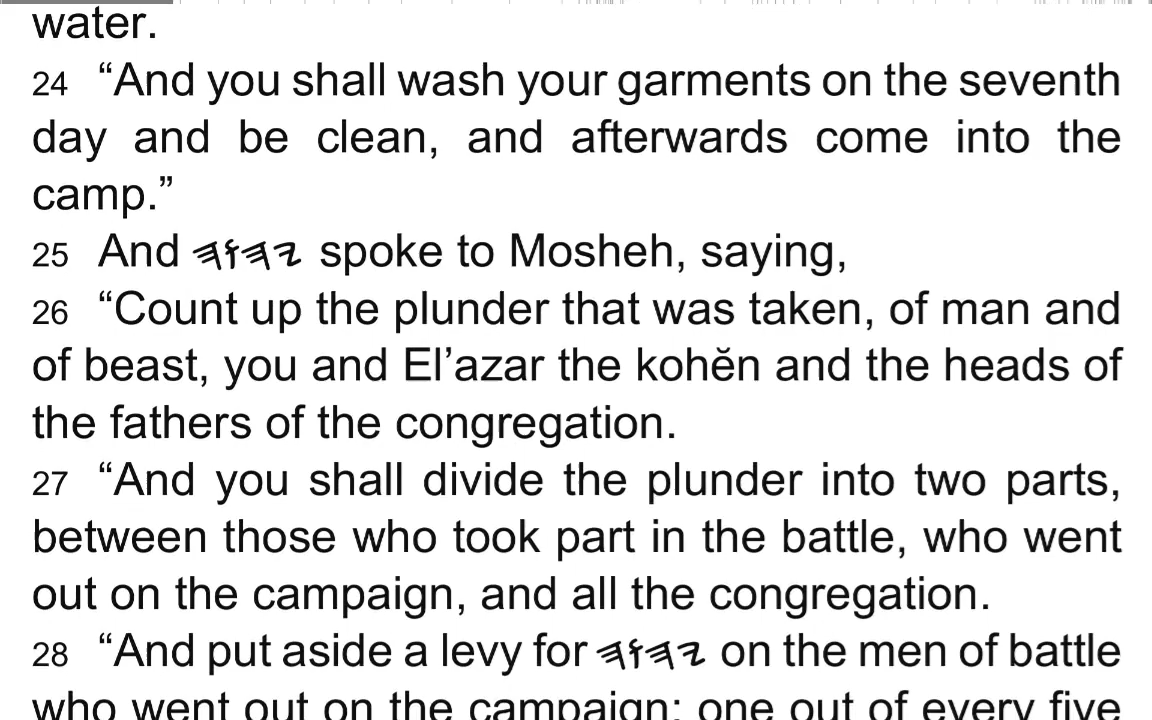 water.
24 “And you shall wash your garments on the seventh
day and be clean, and afterwards come into the
camp.”
25 And 𐤉𐤄𐤅𐤄 spoke to Mosheh, saying,
26 “Count up the plunder that was taken, of man and
of beast, you and El’azar the kohĕn and the heads of
the fathers of the congregation.
27 “And you shall divide the plunder into two parts,
between those who took part in the battle, who went
out on the campaign, and all the congregation.
28 “And put aside a levy for 𐤉𐤄𐤅𐤄 on the men of battle
who went out on the campaign: one out of every five